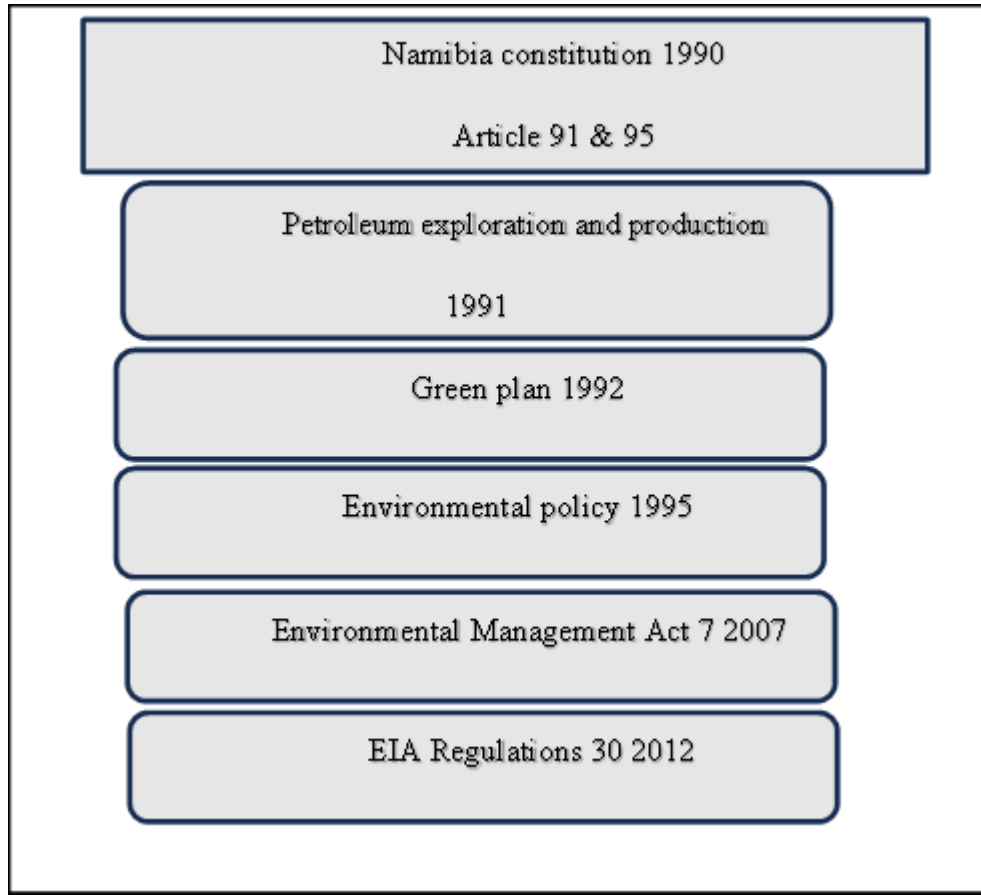 Namibia constitution 1990
Article 91 & 95
Petroleum exploration and production
1991
Green plan 1992
Environmental policy 1995
Environmental Management Act 7 2007
EIA Regulations 30 2012